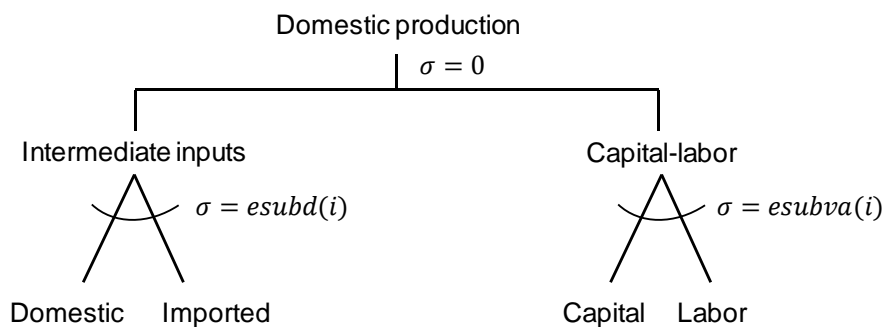 Domestic production
σ = 0
Intermediate inputs
Capital-labor
σ = esubd(i)
σ = esubva(i)
Domestic
Imported
Capital
Labor